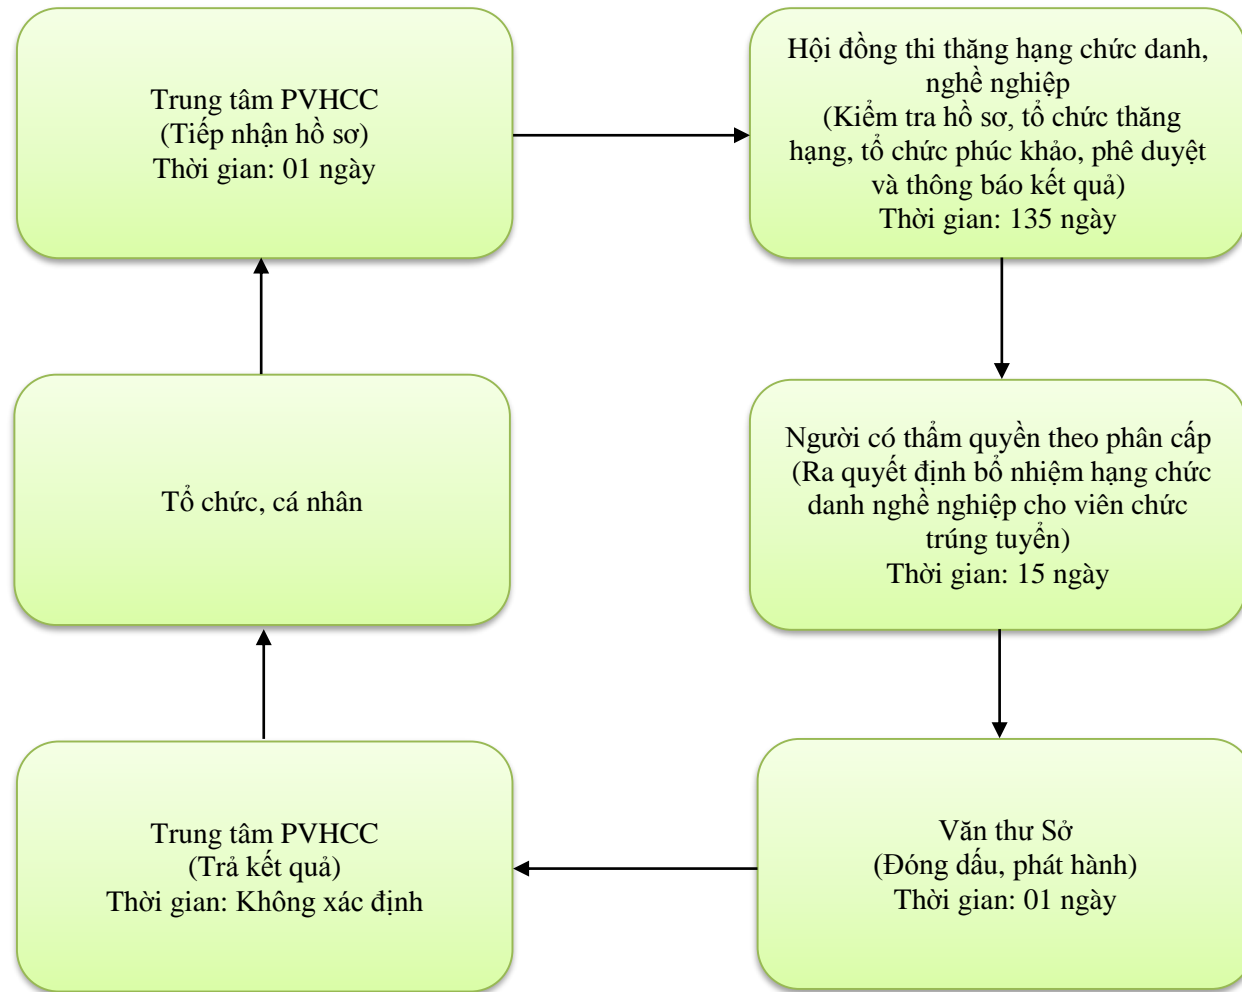 Trung tâm PVHCC
(Tiếp nhận hồ sơ)
Thời gian: 01 ngày
Hội đồng thi thăng hạng chức danh,
nghề nghiệp
(Kiểm tra hồ sơ, tổ chức thăng
hạng, tổ chức phúc khảo, phê duyệt
và thông báo kết quả)
Thời gian: 135 ngày
Tổ chức, cá nhân
Người có thẩm quyền theo phân cấp
(Ra quyết định bổ nhiệm hạng chức
danh nghề nghiệp cho viên chức
trúng tuyển)
Thời gian: 15 ngày
Trung tâm PVHCC
(Trả kết quả)
Thời gian: Không xác định
Văn thư Sở
(Đóng dấu, phát hành)
Thời gian: 01 ngày